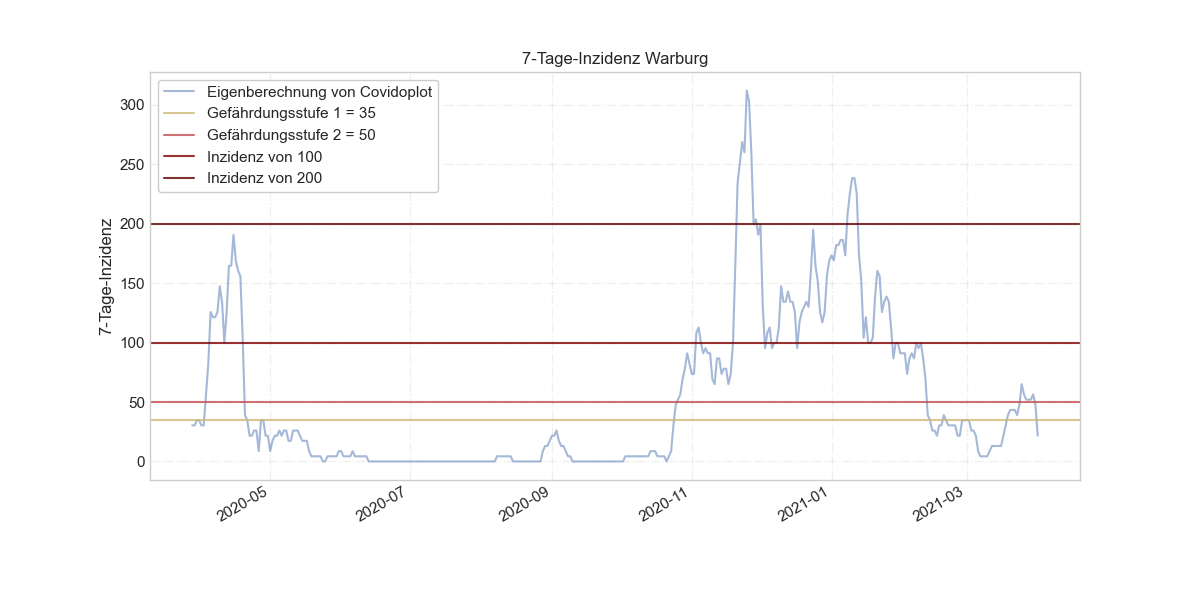 7-Tage-Inzidenz Warburg
Eigenberechnung von Covidoplot
Gefährdungsstufe 1 = 35
Gefährdungsstufe 2 = 50
Inzidenz von 100
Inzidenz von 200
7-Tage-Inzidenz
300
250
200
150
100
50
0
2020-05
2020-07
2020-09
2020-11
2021-01
2021-03